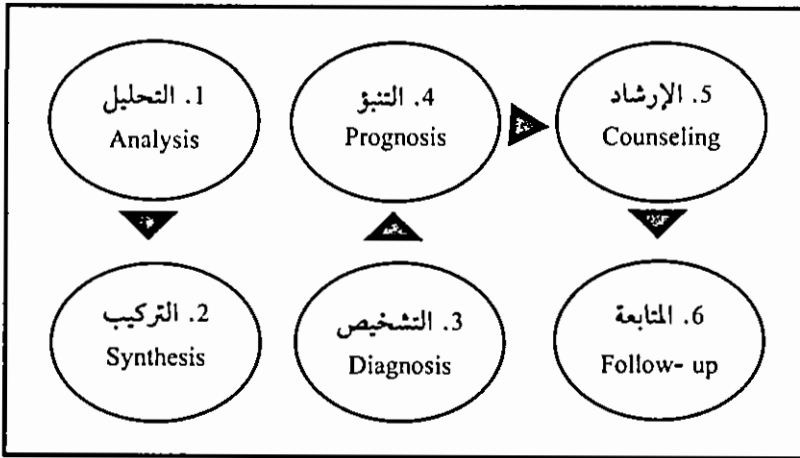 1. التحليل
Analysis
2. التركيب
Synthesis
3. التشخيص
Diagnosis
4. التنبؤ
Prognosis
5. الإرشاد
Counseling
6. المتابعة
Follow- up